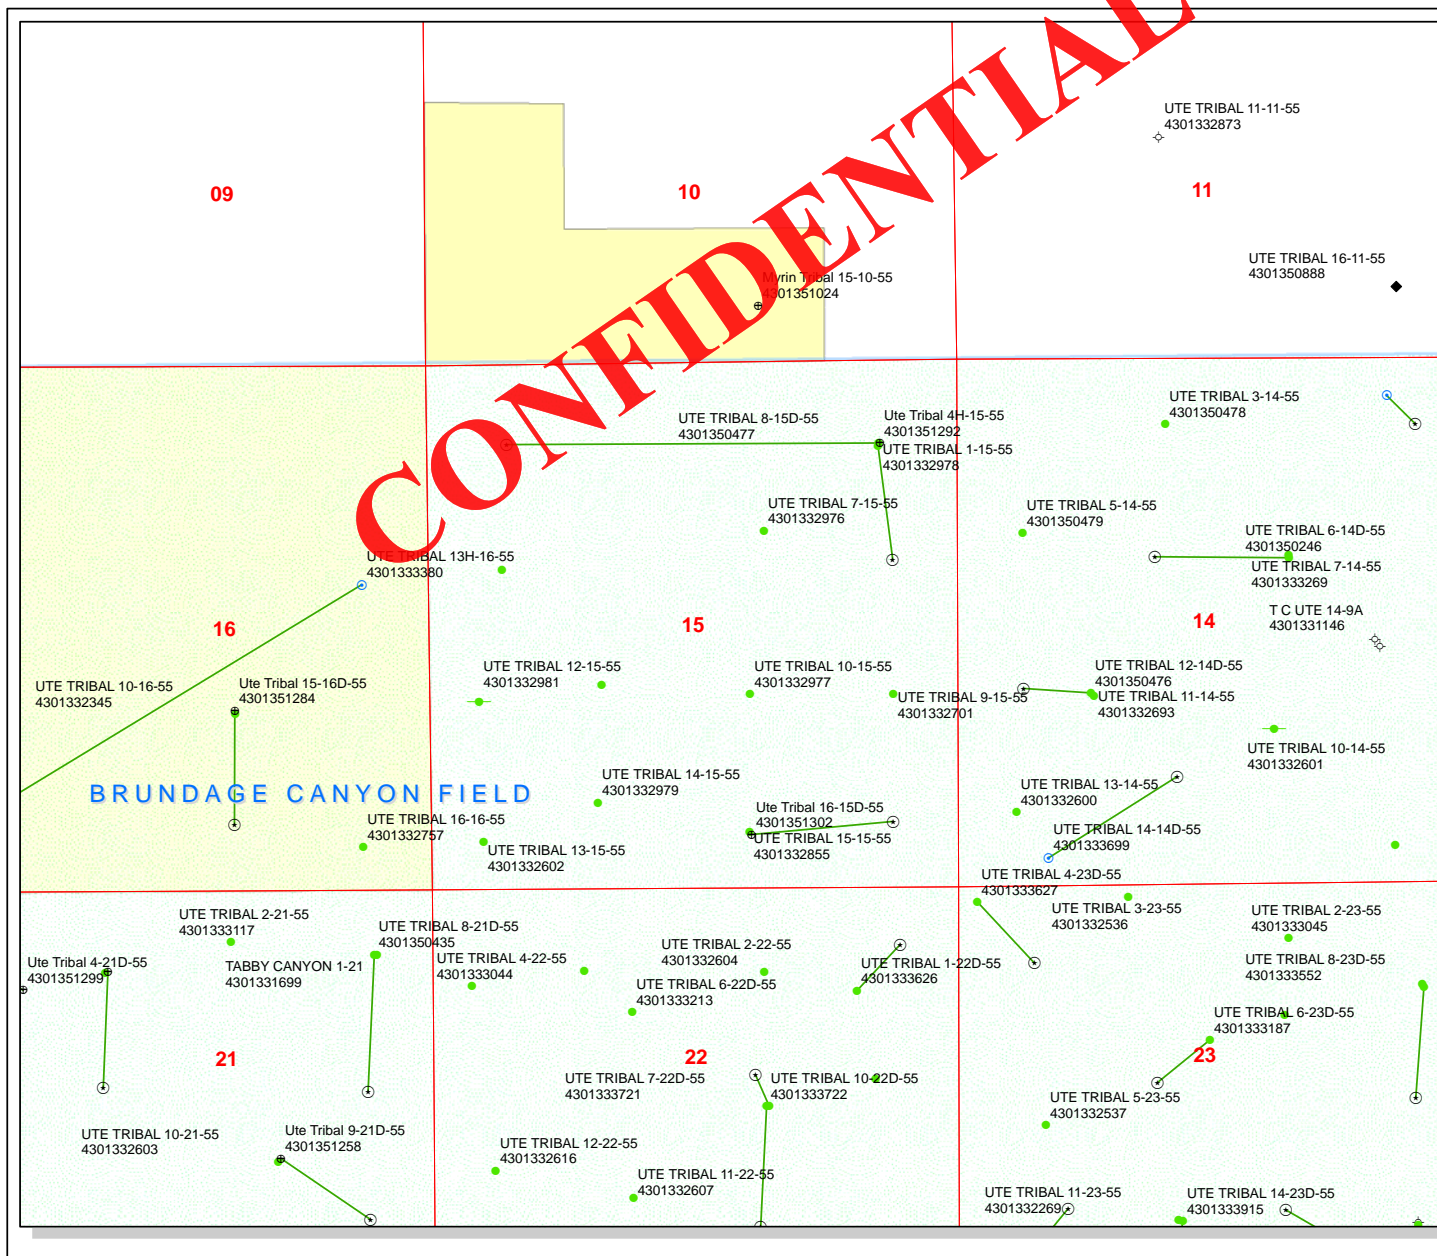 CONFIDENTIAL
UTE TRIBAL 11-11-55
4301332873
09
10
11
UTE TRIBAL 16-11-55
4301350888
Myrin Tribal 15-10-55
4301351024
UTE TRIBAL 3-14-55
4301350478
UTE TRIBAL 8-15D-55
4301350477
Ute Tribal 4H-15-55
4301351292
UTE TRIBAL 1-15-55
4301332978
UTE TRIBAL 7-15-55
4301332976
UTE TRIBAL 5-14-55
4301350479
UTE TRIBAL 6-14D-55
4301350246
UTE TRIBAL 7-14-55
4301333269
UTE TRIBAL 13H-16-55
4301333380
T C UTE 14-9A
4301331146
16
15
14
UTE TRIBAL 10-16-55
4301332345
Ute Tribal 15-16D-55
4301351284
UTE TRIBAL 12-15-55
4301332981
UTE TRIBAL 10-15-55
4301332977
UTE TRIBAL 9-15-55
4301332701
UTE TRIBAL 12-14D-55
4301350476
UTE TRIBAL 11-14-55
4301332693
UTE TRIBAL 10-14-55
4301332601
BRUNDAGE CANYON FIELD
UTE TRIBAL 14-15-55
4301332979
UTE TRIBAL 13-14-55
4301332600
UTE TRIBAL 16-16-55
4301332757
UTE TRIBAL 13-15-55
4301332602
Ute Tribal 16-15D-55
4301351302
UTE TRIBAL 15-15-55
4301332855
UTE TRIBAL 14-14D-55
4301333699
UTE TRIBAL 4-23D-55
4301333627
UTE TRIBAL 2-21-55
4301333117
UTE TRIBAL 8-21D-55
4301350435
UTE TRIBAL 3-23-55
4301332536
UTE TRIBAL 2-23-55
4301333045
Ute Tribal 4-21D-55
4301351299
TABBY CANYON 1-21
4301331699
UTE TRIBAL 4-22-55
4301333044
UTE TRIBAL 2-22-55
4301332604
UTE TRIBAL 1-22D-55
4301333626
UTE TRIBAL 8-23D-55
4301333552
UTE TRIBAL 6-22D-55
4301333213
UTE TRIBAL 6-23D-55
4301333187
21
22
23
UTE TRIBAL 7-22D-55
4301333721
UTE TRIBAL 10-22D-55
4301333722
UTE TRIBAL 5-23-55
4301332537
UTE TRIBAL 10-21-55
4301332603
Ute Tribal 9-21D-55
4301351258
UTE TRIBAL 12-22-55
4301332616
UTE TRIBAL 11-22-55
4301332607
UTE TRIBAL 11-23-55
4301332269
UTE TRIBAL 14-23D-55
4301333915